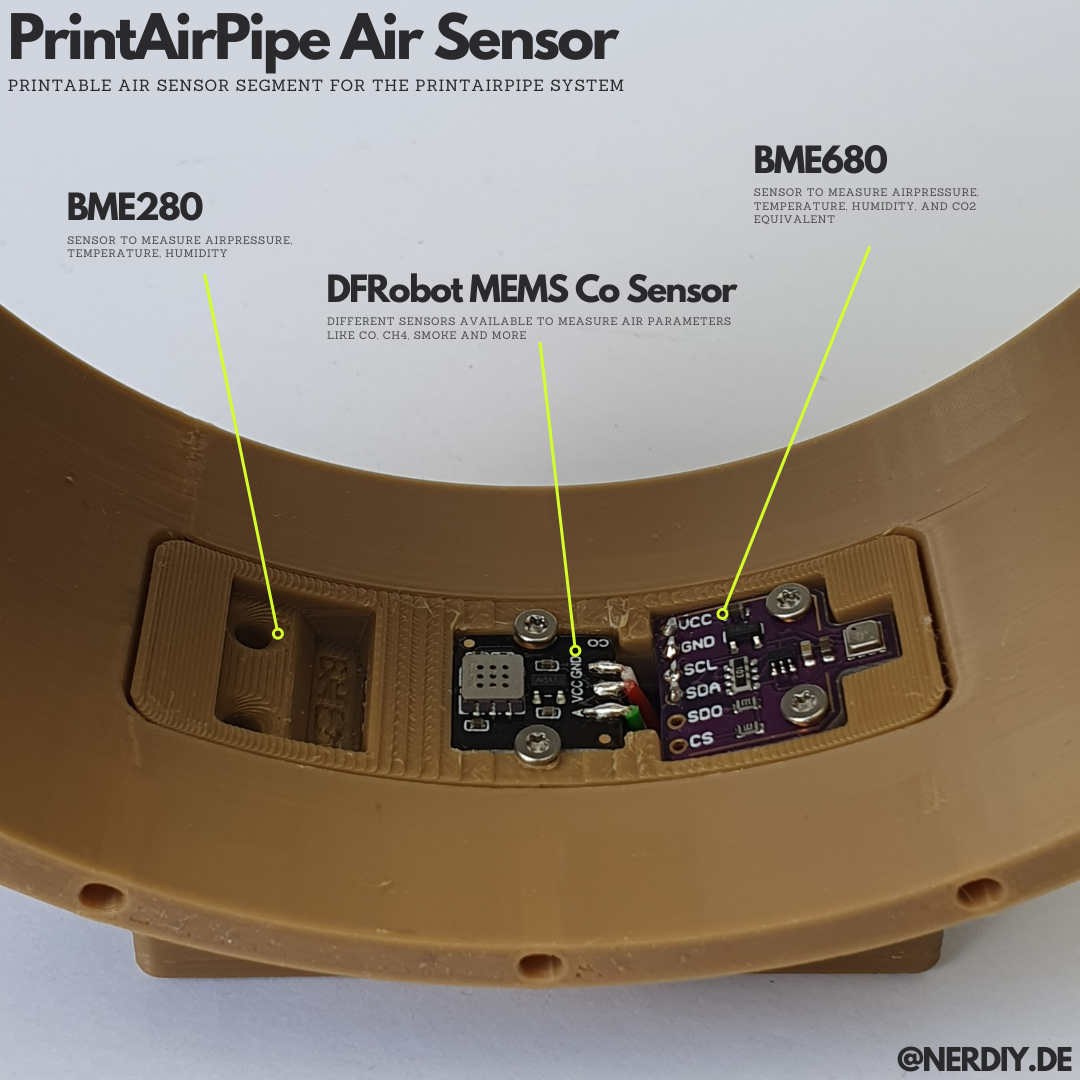 PrintAirPipe Air Sensor
PRINTABLE AIR SENSOR SEGMENT FOR THE PRINTAIRPIPE SYSTEM
BME680
SENSOR TO MEASURE AIRPRESSURE,
TEMPERATURE, HUMIDITY, AND CO2
EQUIVALENT
BME280
SENSOR TO MEASURE AIRPRESSURE,
TEMPERATURE, HUMIDITY
DFRobot MEMS Co Sensor
DIFFERENT SENSORS AVAILABLE TO MEASURE AIR PARAMETERS
LIKE CO, CH4, SMOKE AND MORE
CO
VCC GND
A
VCC
GND
SCL
SDA
SDO
CS
@NERDIY.DE